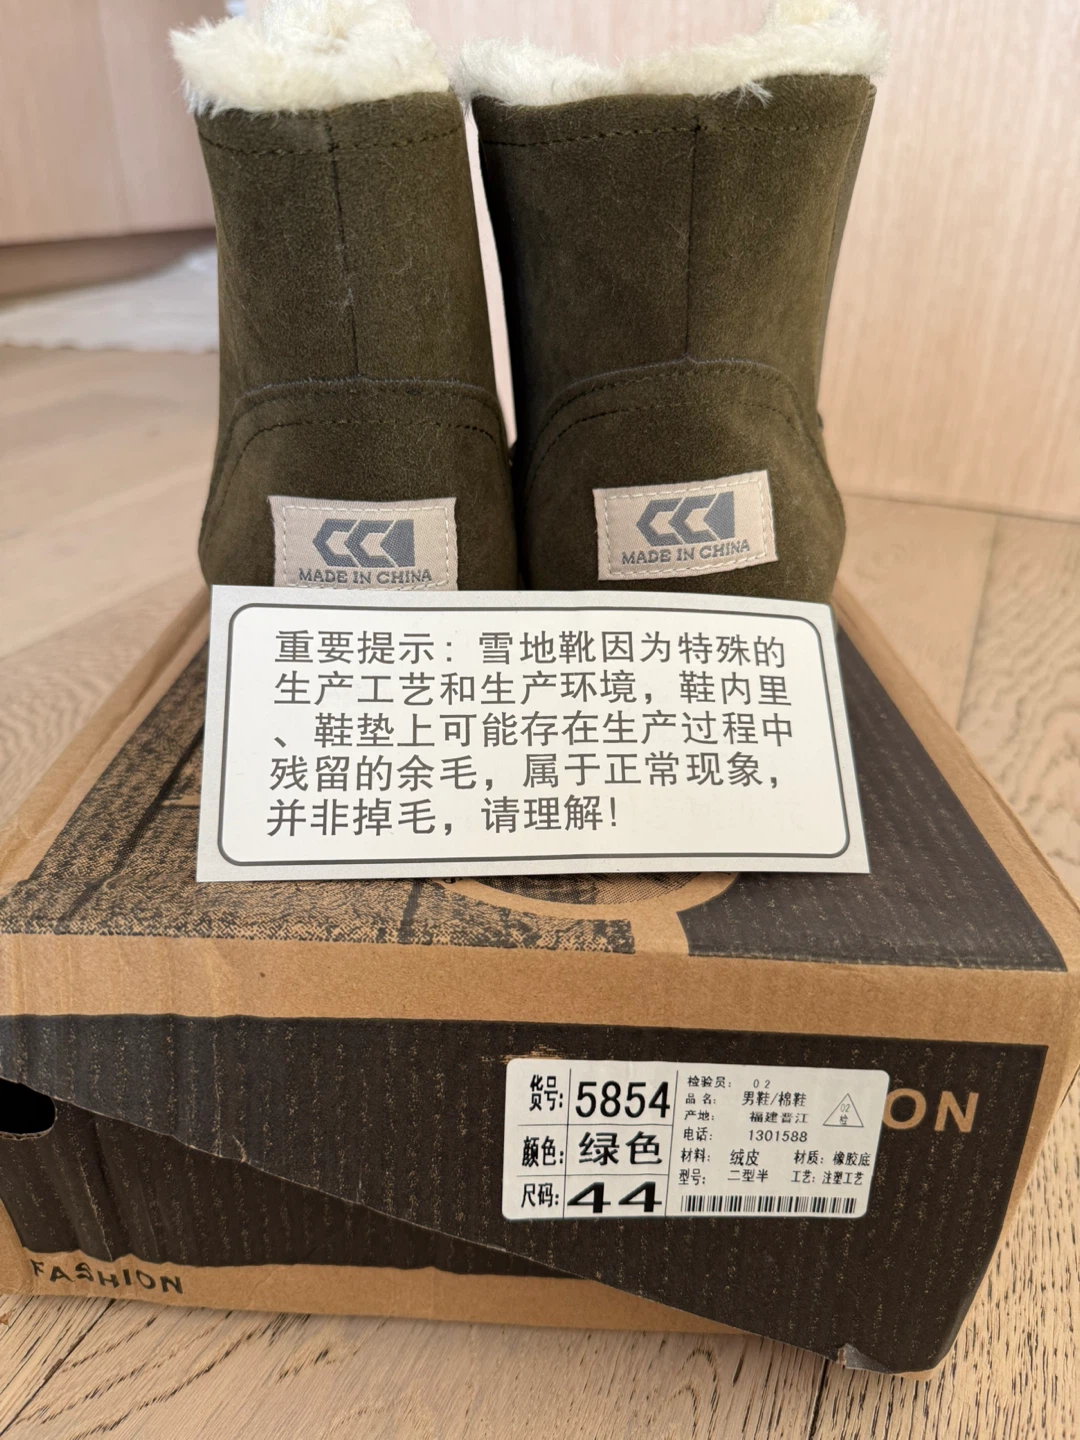 MADE IN CHINA
MADE IN CHINA
重要提示：雪地靴因为特殊的
生产工艺和生产环境，鞋内里
、鞋垫上可能存在生产过程中
残留的余毛，属于正常现象，
并非掉毛，请理解！
货号: 5854
颜色: 绿色
尺码: 44
检验员: 02
品名: 男鞋/棉鞋
产地: 福建晋江
电话: 1301588
材料: 绒皮 材质: 橡胶底
型号: 二型半 工艺: 注塑工艺
02
检
ON
FASHION